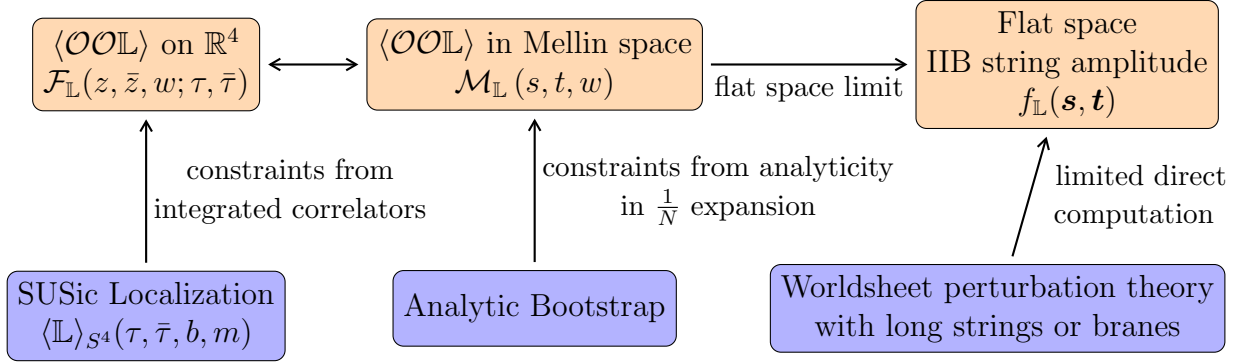 ⟨𝒪𝒪𝕃⟩ on ℝ⁴
ℱ_𝕃(z, z̄, w; τ, τ̄)
⟨𝒪𝒪𝕃⟩ in Mellin space
ℳ_𝕃 (s, t, w)
flat space limit
Flat space
IIB string amplitude
f_𝕃(𝒔, 𝒕)
constraints from
integrated correlators
constraints from analyticity
in 1/N expansion
limited direct
computation
SUSic Localization
⟨𝕃⟩_{S⁴}(τ, τ̄, b, m)
Analytic Bootstrap
Worldsheet perturbation theory
with long strings or branes